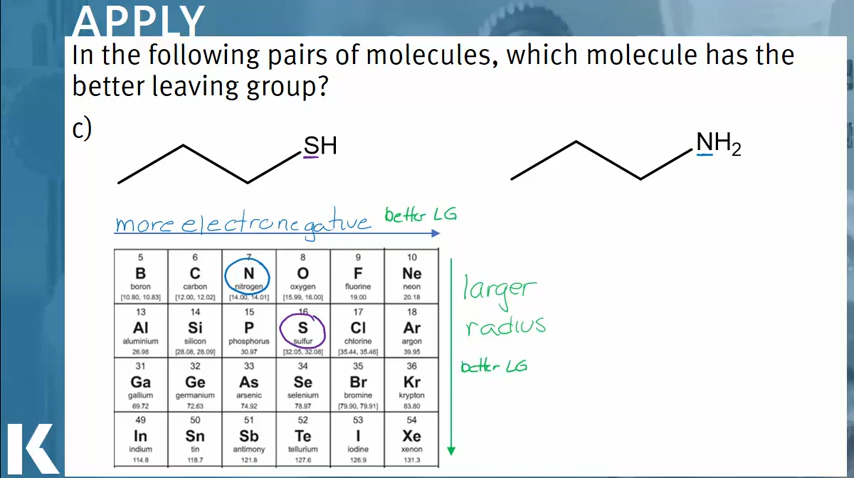 APPLY
In the following pairs of molecules, which molecule has the
better leaving group?
c)
SH
NH2
more electronegative better LG
5 6 7 8 9 10
B C N O F Ne
boron carbon nitrogen oxygen fluorine neon
[10.80, 10.83] [12.00, 12.02] [14.00, 14.01] [15.99, 16.00] 19.00 20.18
13 14 15 16 17 18
Al Si P S Cl Ar
aluminium silicon phosphorus sulfur chlorine argon
26.98 [28.08, 28.09] 30.97 [32.05, 32.08] [35.44, 35.46] 39.95
31 32 33 34 35 36
Ga Ge As Se Br Kr
gallium germanium arsenic selenium bromine krypton
69.72 72.63 74.92 78.97 [79.90, 79.91] 83.80
49 50 51 52 53 54
In Sn Sb Te I Xe
indium tin antimony tellurium iodine xenon
114.8 118.7 121.8 127.6 126.9 131.3
larger
radius
better LG
K